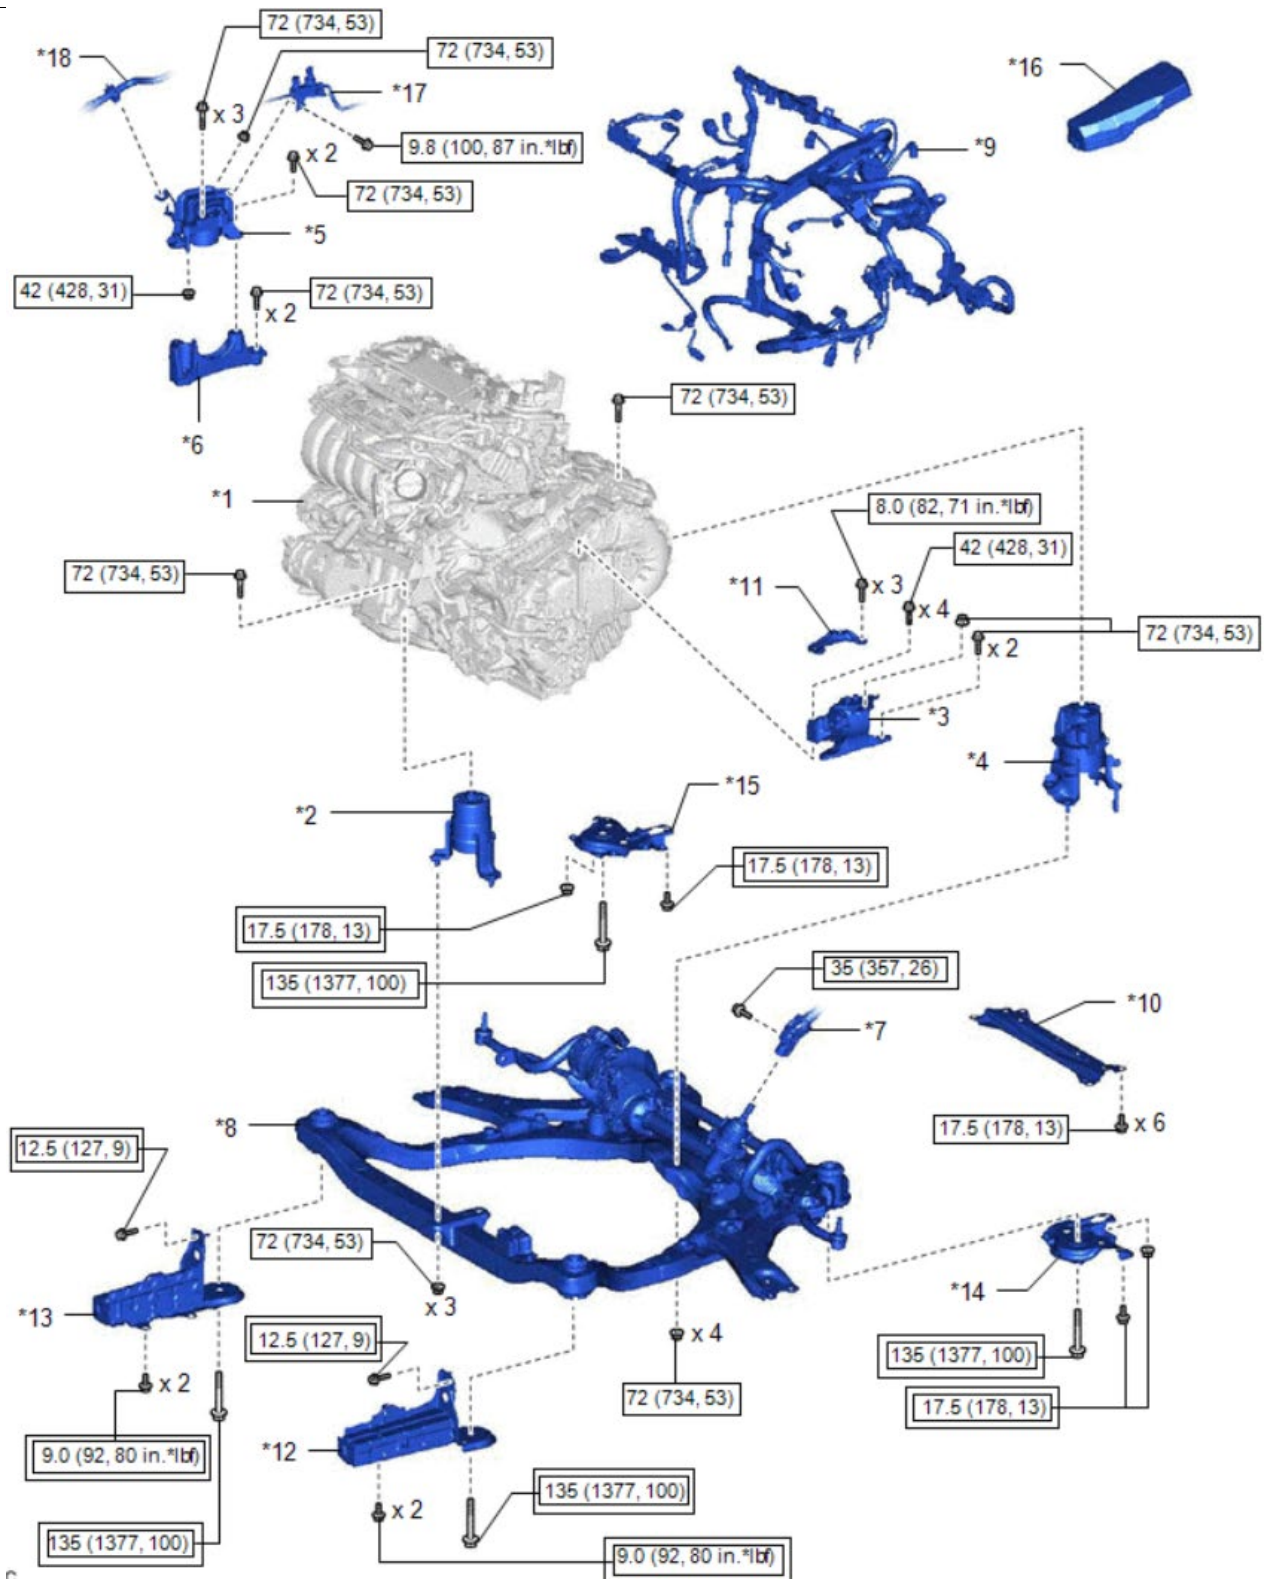 72 (734, 53)
*18
72 (734, 53)
*16
*17
x 3
9.8 (100, 87 in.*lbf)
*9
x 2
72 (734, 53)
*5
42 (428, 31)
72 (734, 53)
x 2
72 (734, 53)
*6
*1
8.0 (82, 71 in.*lbf)
42 (428, 31)
72 (734, 53)
*11
x 3
x 4
72 (734, 53)
x 2
*3
*4
*15
*2
17.5 (178, 13)
17.5 (178, 13)
35 (357, 26)
135 (1377, 100)
*10
*7
*8
17.5 (178, 13)
x 6
12.5 (127, 9)
72 (734, 53)
*14
x 3
*13
12.5 (127, 9)
x 4
135 (1377, 100)
x 2
72 (734, 53)
17.5 (178, 13)
9.0 (92, 80 in.*lbf)
*12
135 (1377, 100)
x 2
135 (1377, 100)
9.0 (92, 80 in.*lbf)